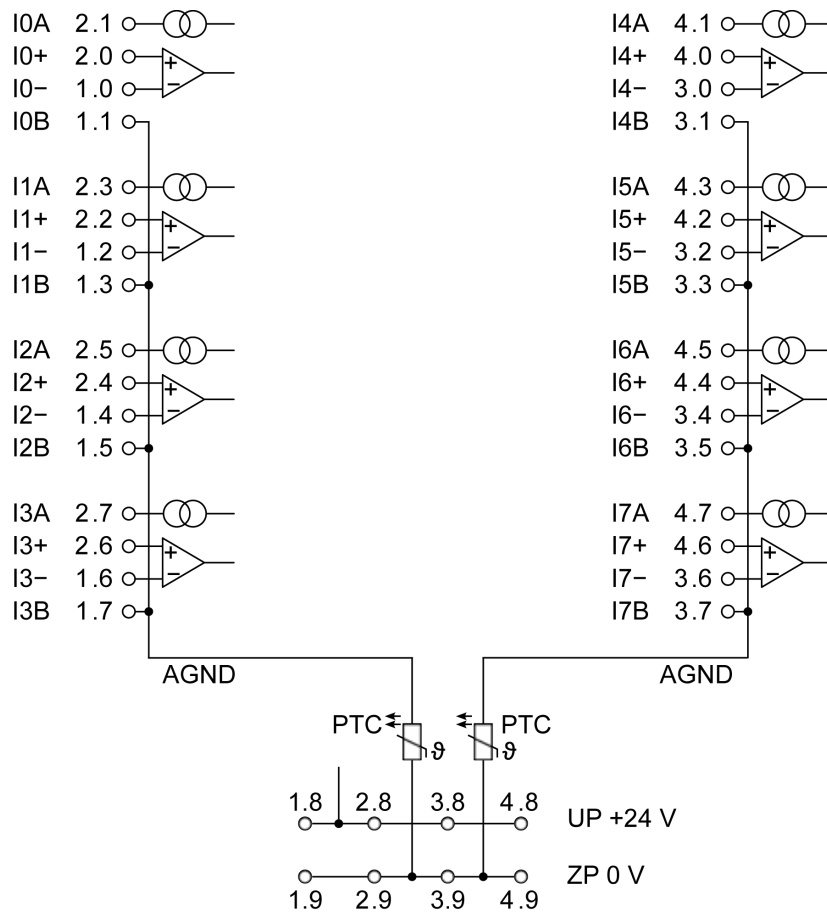 I0A 2.1
I0+ 2.0
I0− 1.0
I0B 1.1
I1A 2.3
I1+ 2.2
I1− 1.2
I1B 1.3
I2A 2.5
I2+ 2.4
I2− 1.4
I2B 1.5
I3A 2.7
I3+ 2.6
I3− 1.6
I3B 1.7
AGND
I4A 4.1
I4+ 4.0
I4− 3.0
I4B 3.1
I5A 4.3
I5+ 4.2
I5− 3.2
I5B 3.3
I6A 4.5
I6+ 4.4
I6− 3.4
I6B 3.5
I7A 4.7
I7+ 4.6
I7− 3.6
I7B 3.7
AGND
PTC ϑ
PTC ϑ
1.8 2.8 3.8 4.8 UP +24 V
ZP 0 V
1.9 2.9 3.9 4.9